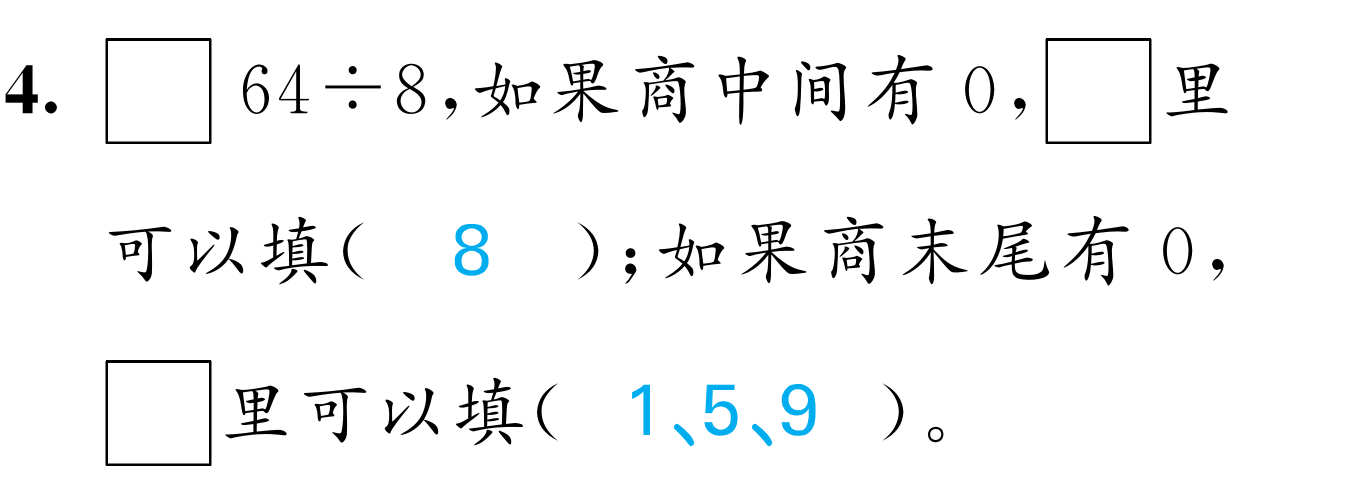 4. □ 64÷8,如果商中间有 0,□里
可以填( 8 );如果商末尾有 0,
□里可以填( 1、5、9 )。